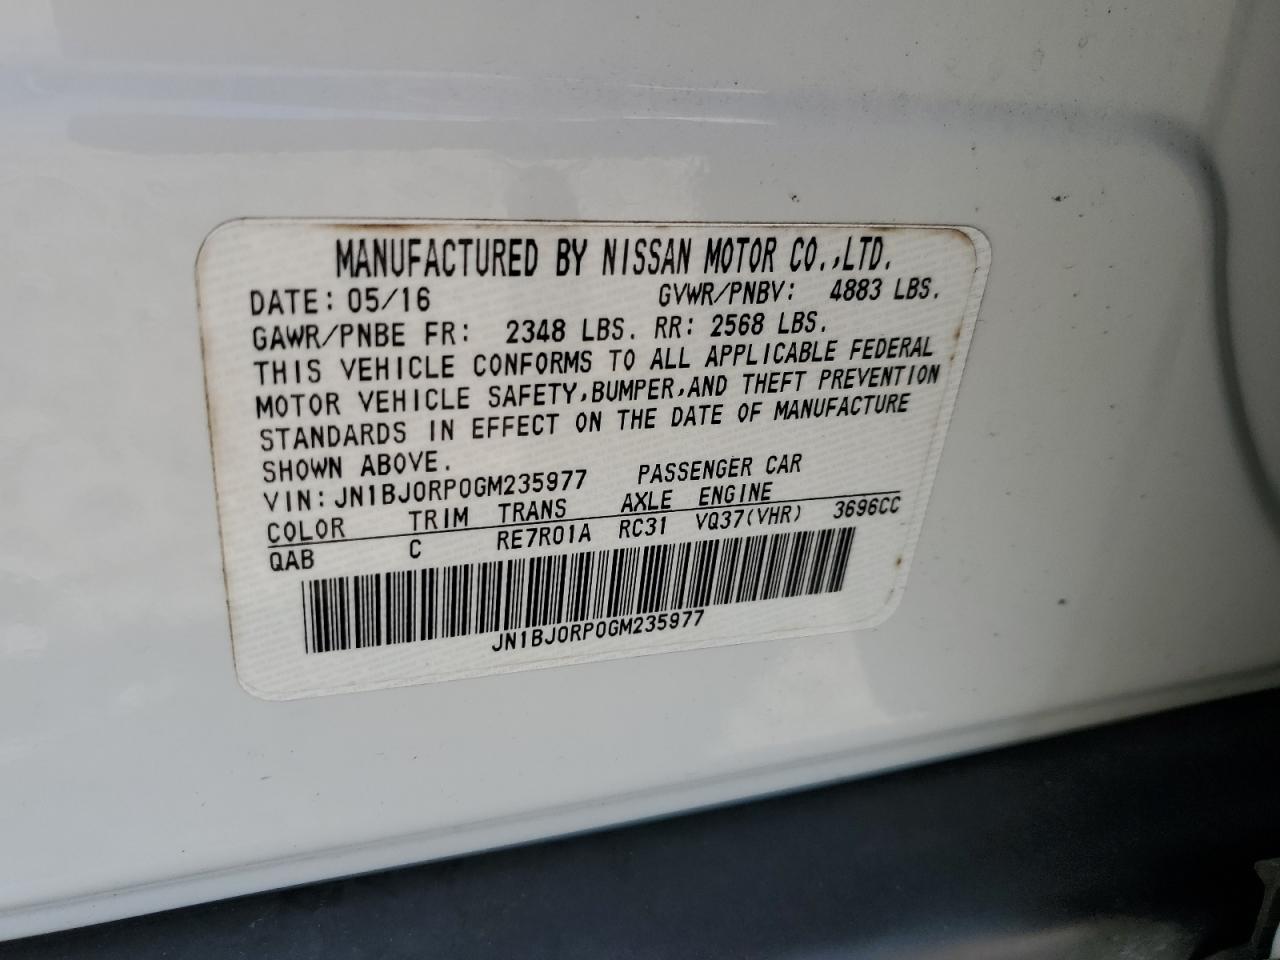 MANUFACTURED BY NISSAN MOTOR CO.,LTD.
DATE: 05/16 GVWR/PNBV: 4883 LBS.
GAWR/PNBE FR: 2348 LBS. RR: 2568 LBS.
THIS VEHICLE CONFORMS TO ALL APPLICABLE FEDERAL
MOTOR VEHICLE SAFETY,BUMPER,AND THEFT PREVENTION
STANDARDS IN EFFECT ON THE DATE OF MANUFACTURE
SHOWN ABOVE.
VIN: JN1BJ0RP0GM235977 PASSENGER CAR
COLOR TRIM TRANS AXLE ENGINE
QAB C RE7R01A RC31 VQ37(VHR) 3696CC
JN1BJ0RP0GM235977